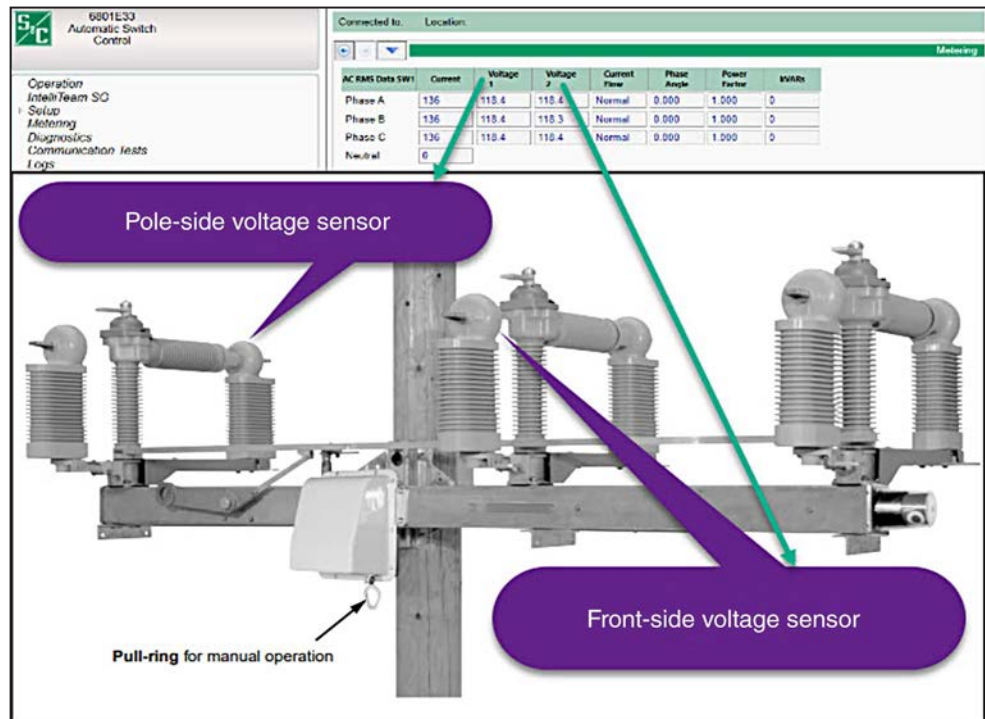 S&C
6801E33
Automatic Switch
Control
Operation
IntelliTeam SG
Setup
Metering
Diagnostics
Communication Tests
Logs
Connected to: Location:
Metering
AC RMS Data SW1 Current Voltage 1 Voltage 2 Current Flow Phase Angle Power Factor kVARs
Phase A 136 118.4 118.4 Normal 0.000 1.000 0
Phase B 136 118.4 118.3 Normal 0.000 1.000 0
Phase C 136 118.4 118.4 Normal 0.000 1.000 0
Neutral 6
Pole-side voltage sensor
Front-side voltage sensor
Pull-ring for manual operation